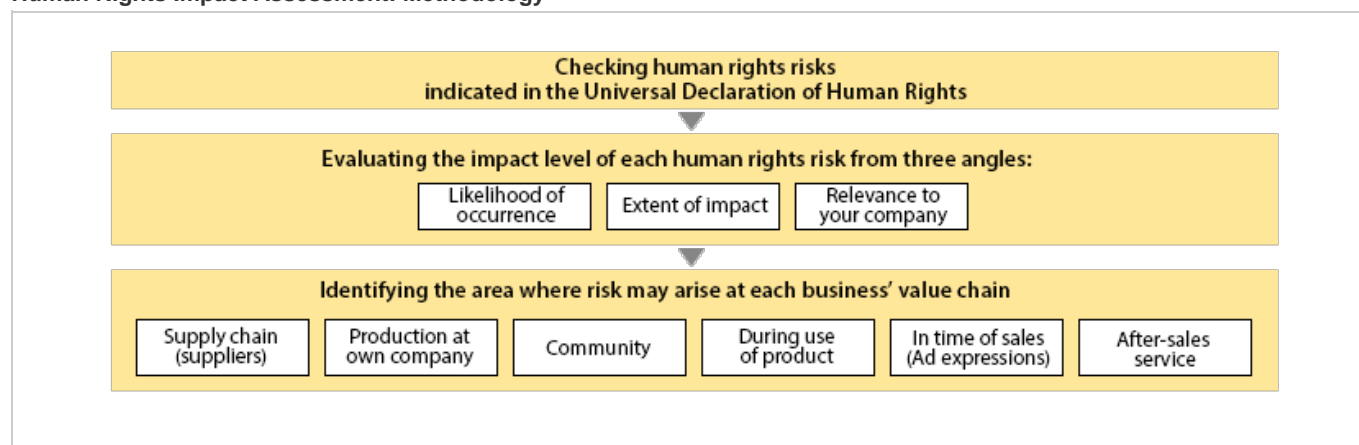 Human Rights Impact Assessment: Methodology
Checking human rights risks
indicated in the Universal Declaration of Human Rights
Evaluating the impact level of each human rights risk from three angles:
Likelihood of
occurrence
Extent of impact
Relevance to
your company
Identifying the area where risk may arise at each business’ value chain
Supply chain
(suppliers)
Production at
own company
Community
During use
of product
In time of sales
(Ad expressions)
After-sales
service